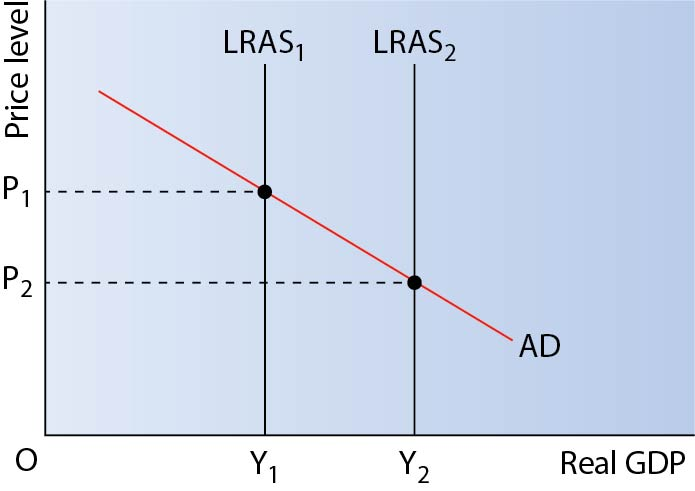 Price level
LRAS₁
LRAS₂
P₁
P₂
AD
O
Y₁
Y₂
Real GDP